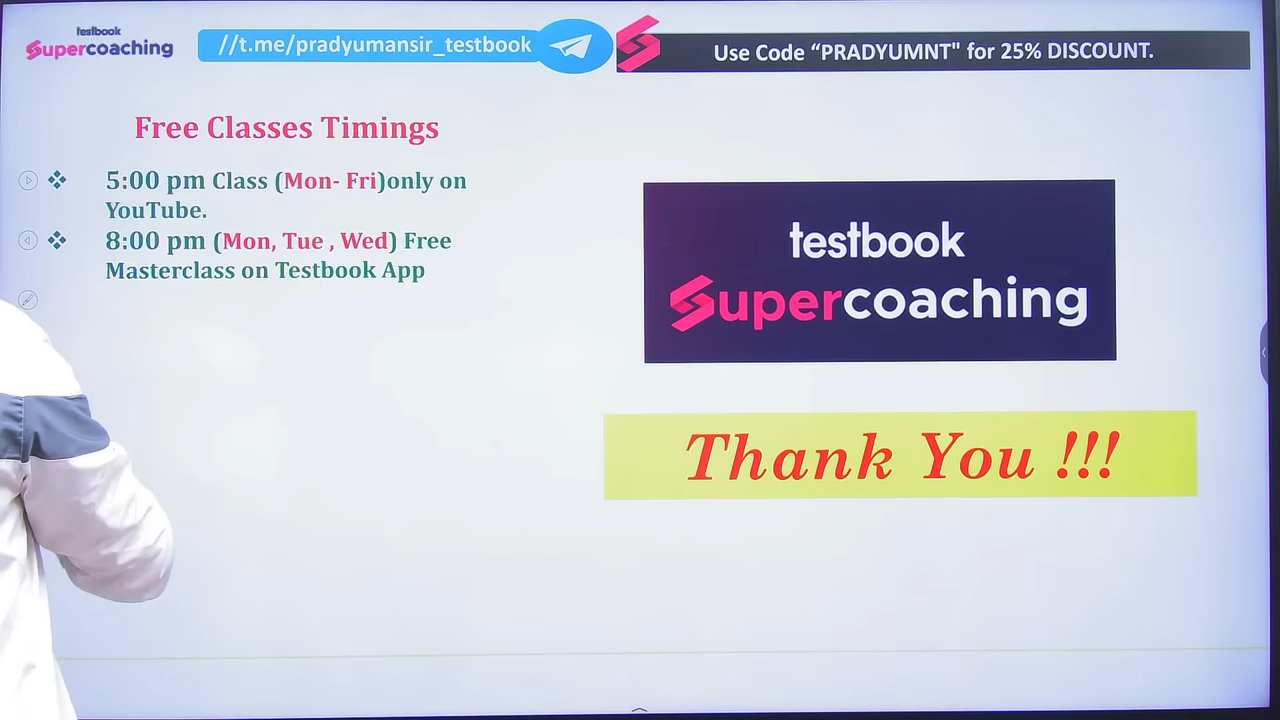 testbook
Supercoaching
//t.me/pradyumansir_testbook
Use Code “PRADYUMNT" for 25% DISCOUNT.
Free Classes Timings
5:00 pm Class (Mon- Fri)only on
YouTube.
8:00 pm (Mon, Tue , Wed) Free
Masterclass on Testbook App
testbook
Supercoaching
Thank You !!!